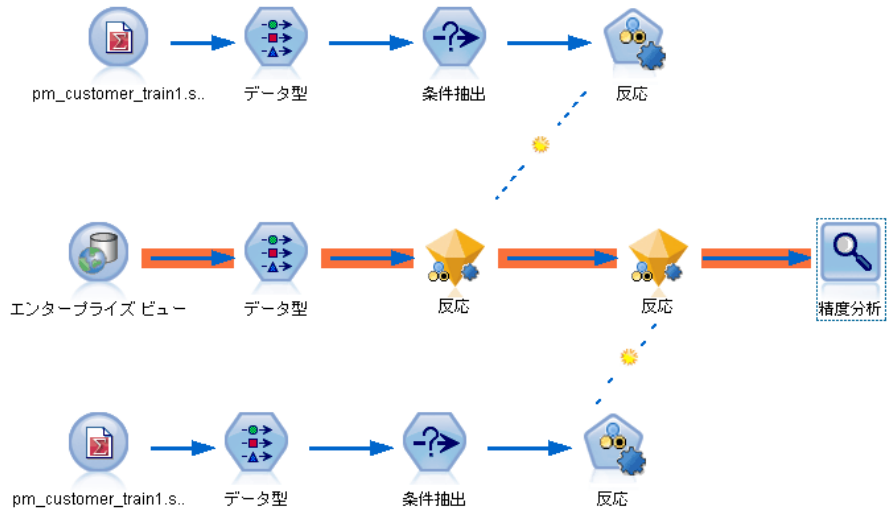 pm_customer_train1.s..
データ型
条件抽出
反応
エンタープライズ ビュー
データ型
反応
反応
精度分析
pm_customer_train1.s..
データ型
条件抽出
反応